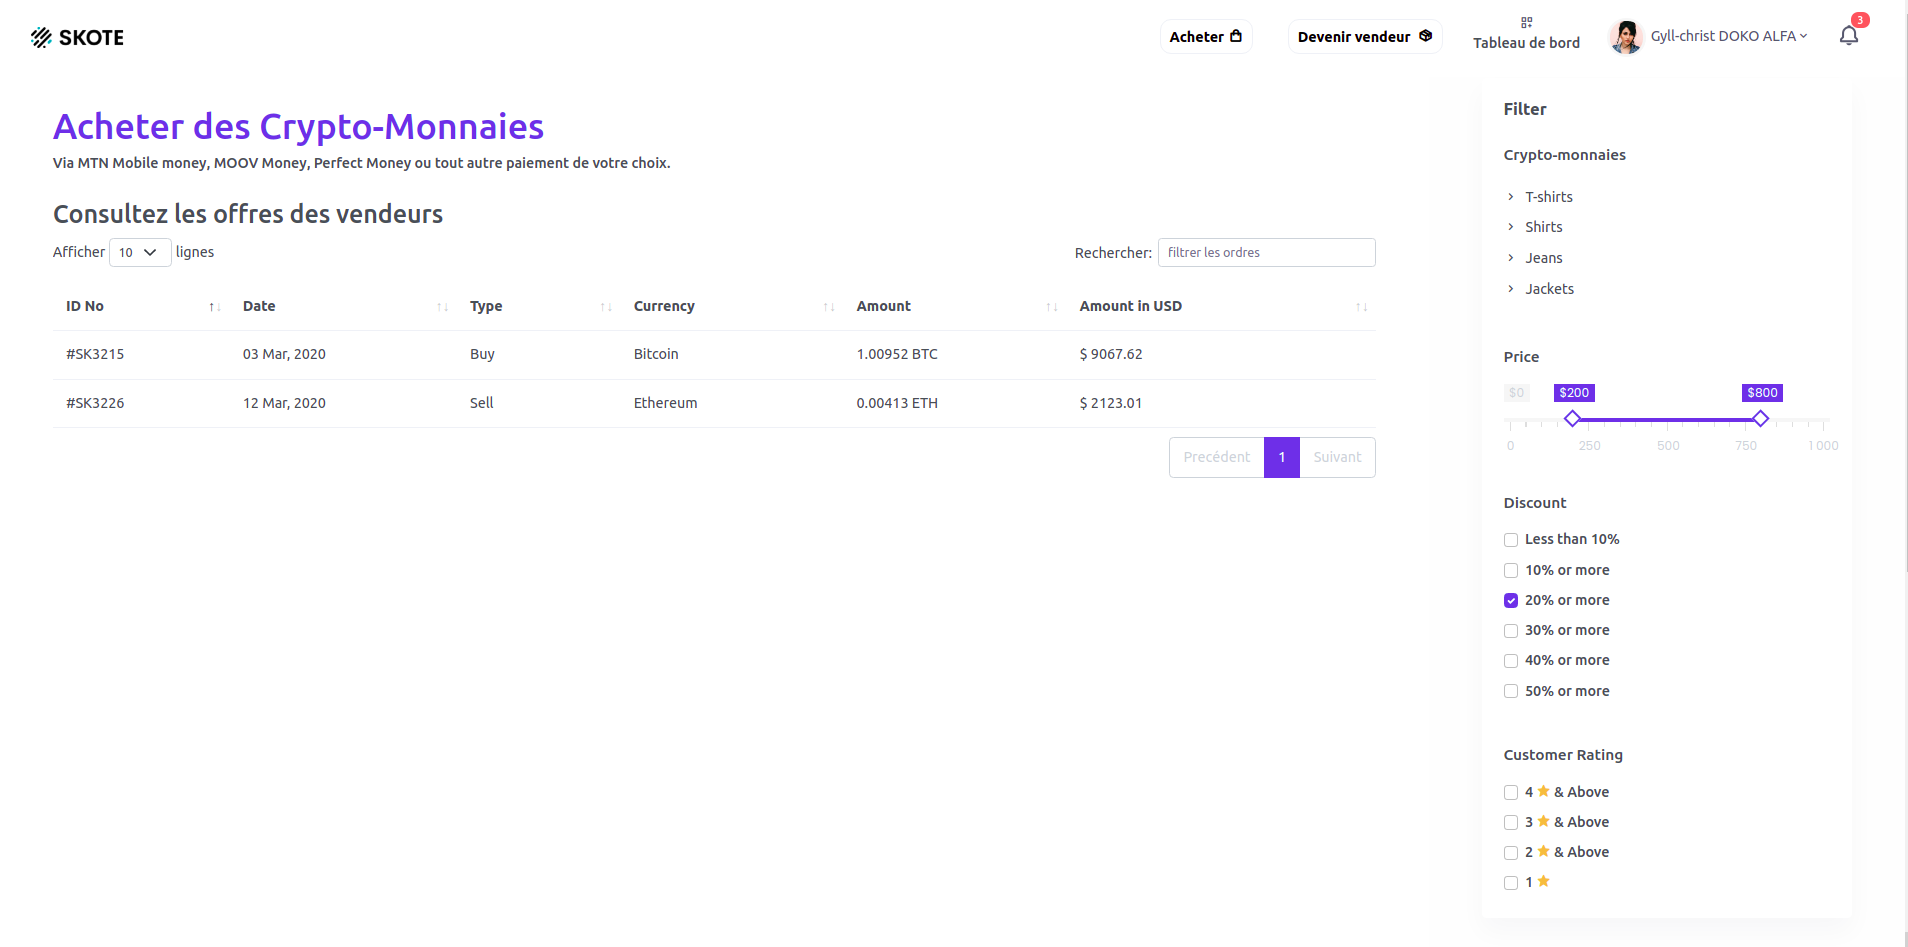 SKOTE
Acheter
Devenir vendeur
Tableau de bord
Gyll-christ DOKO ALFA
3
Acheter des Crypto-Monnaies
Via MTN Mobile money, MOOV Money, Perfect Money ou tout autre paiement de votre choix.
Consultez les offres des vendeurs
Afficher 10 lignes
Rechercher: filtrer les ordres
ID No Date Type Currency Amount Amount in USD
#SK3215 03 Mar, 2020 Buy Bitcoin 1.00952 BTC $ 9067.62
#SK3226 12 Mar, 2020 Sell Ethereum 0.00413 ETH $ 2123.01
Precédent 1 Suivant
Filter
Crypto-monnaies
T-shirts
Shirts
Jeans
Jackets
Price
$0 $200 $800
0 250 500 750 1 000
Discount
Less than 10%
10% or more
20% or more
30% or more
40% or more
50% or more
Customer Rating
4 ★ & Above
3 ★ & Above
2 ★ & Above
1 ★